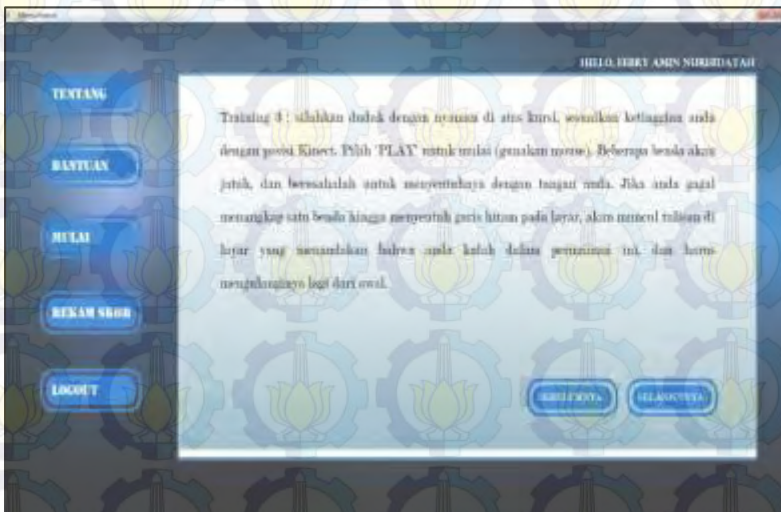 HELLO, FEBRY AMIN NURHIDAYAH
TENTANG
BANTUAN
MULAI
REKAM SKOR
LOGOUT
Training 3 : silahkan duduk dengan nyaman di atas kursi, sesuaikan ketinggian anda
dengan posisi Kinect. Pilih 'PLAY' untuk mulai (gunakan mouse). Beberapa benda akan
jatuh, dan berusahalah untuk menyentuhnya dengan tangan anda. Jika anda gagal
menangkap satu benda hingga menyentuh garis hitam pada layar, akan muncul tulisan di
layar yang menandakan bahwa anda kalah dalam permainan ini, dan harus
mengulanginya lagi dari awal.
SEBELUMNYA
SELANJUTNYA